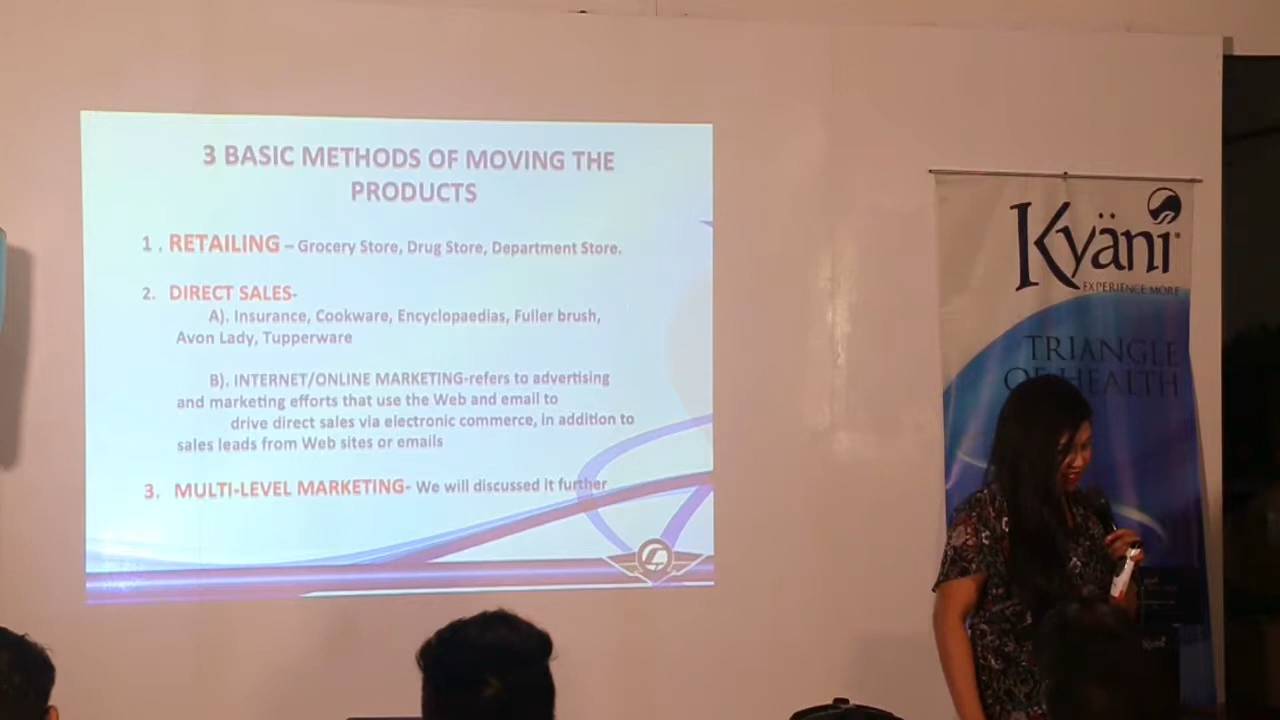 3 BASIC METHODS OF MOVING THE
PRODUCTS
1 . RETAILING – Grocery Store, Drug Store, Department Store.
2. DIRECT SALES-
A). Insurance, Cookware, Encyclopaedias, Fuller brush,
Avon Lady, Tupperware
B). INTERNET/ONLINE MARKETING-refers to advertising
and marketing efforts that use the Web and email to
drive direct sales via electronic commerce, in addition to
sales leads from Web sites or emails
3. MULTI-LEVEL MARKETING- We will discussed it further
Kyäni
EXPERIENCE MORE
TRIANGLE
OF HEALTH